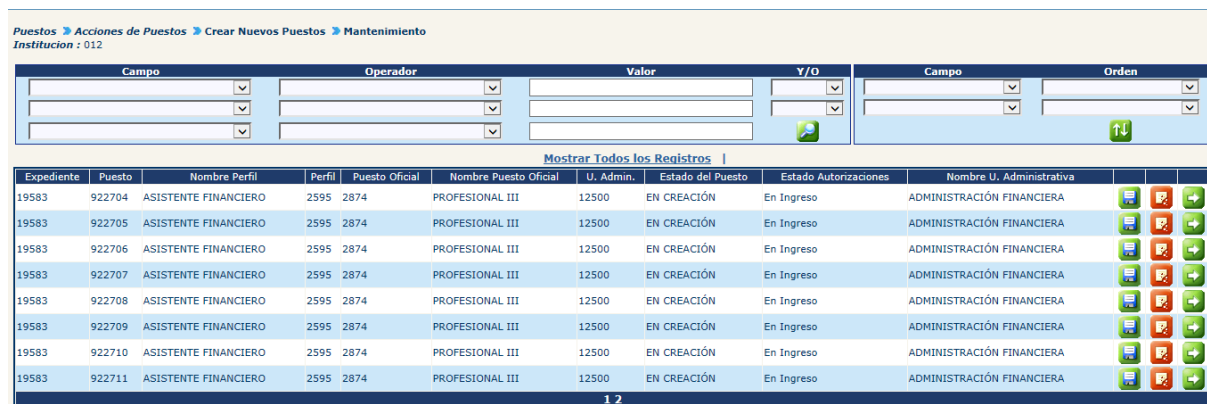 Puestos Acciones de Puestos Crear Nuevos Puestos Mantenimiento
Institucion : 012
Campo Operador Valor Y/O Campo Orden
Mostrar Todos los Registros |
Expediente Puesto Nombre Perfil Perfil Puesto Oficial Nombre Puesto Oficial U. Admin. Estado del Puesto Estado Autorizaciones Nombre U. Administrativa
19583 922704 ASISTENTE FINANCIERO 2595 2874 PROFESIONAL III 12500 EN CREACIÓN En Ingreso ADMINISTRACIÓN FINANCIERA
19583 922705 ASISTENTE FINANCIERO 2595 2874 PROFESIONAL III 12500 EN CREACIÓN En Ingreso ADMINISTRACIÓN FINANCIERA
19583 922706 ASISTENTE FINANCIERO 2595 2874 PROFESIONAL III 12500 EN CREACIÓN En Ingreso ADMINISTRACIÓN FINANCIERA
19583 922707 ASISTENTE FINANCIERO 2595 2874 PROFESIONAL III 12500 EN CREACIÓN En Ingreso ADMINISTRACIÓN FINANCIERA
19583 922708 ASISTENTE FINANCIERO 2595 2874 PROFESIONAL III 12500 EN CREACIÓN En Ingreso ADMINISTRACIÓN FINANCIERA
19583 922709 ASISTENTE FINANCIERO 2595 2874 PROFESIONAL III 12500 EN CREACIÓN En Ingreso ADMINISTRACIÓN FINANCIERA
19583 922710 ASISTENTE FINANCIERO 2595 2874 PROFESIONAL III 12500 EN CREACIÓN En Ingreso ADMINISTRACIÓN FINANCIERA
19583 922711 ASISTENTE FINANCIERO 2595 2874 PROFESIONAL III 12500 EN CREACIÓN En Ingreso ADMINISTRACIÓN FINANCIERA
1 2